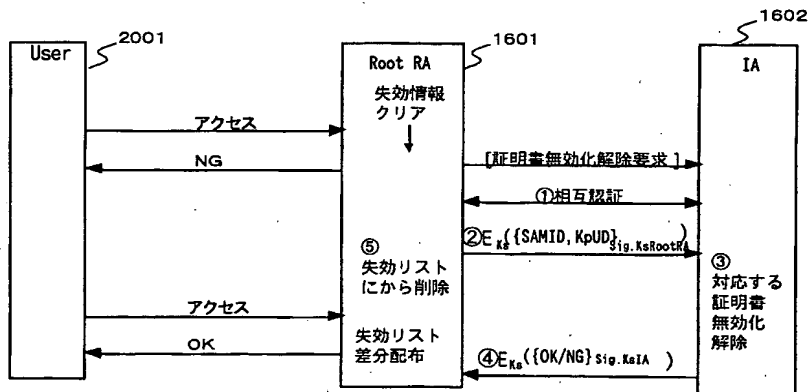 2001
1601
1602
User
Root RA
IA
失効情報
クリア
アクセス
NG
[証明書無効化解除要求]
①相互認証
②E Ks ({SAMID, KpUD} Sig.KsRootRA )
③
対応する
証明書
無効化
解除
⑤
失効リスト
にから削除
アクセス
OK
失効リスト
差分配布
④E Ks ({OK/NG} Sig.KsIA )